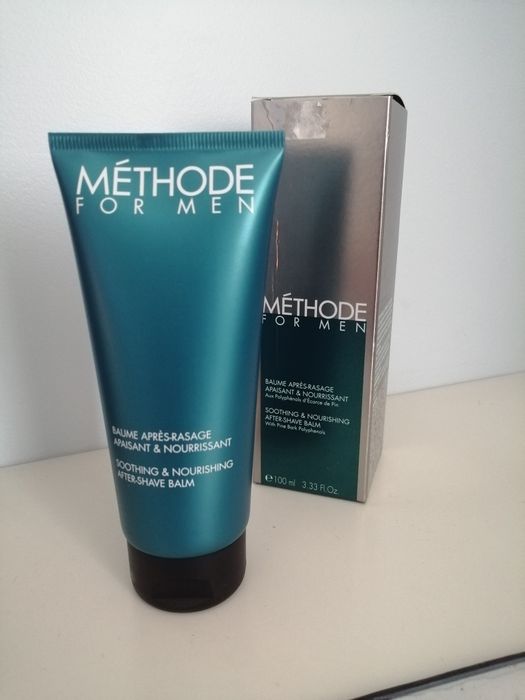 MÉTHODE
FOR MEN
BAUME APRÈS-RASAGE
APAISANT & NOURRISSANT
SOOTHING & NOURISHING
AFTER-SHAVE BALM
MÉTHODE
FOR MEN
BAUME APRÈS-RASAGE
APAISANT & NOURRISSANT
Aux Polyphénols d'Écorce de Pin
SOOTHING & NOURISHING
AFTER-SHAVE BALM
With Pine Bark Polyphenols
e 100 ml 3.33 Fl.Oz.